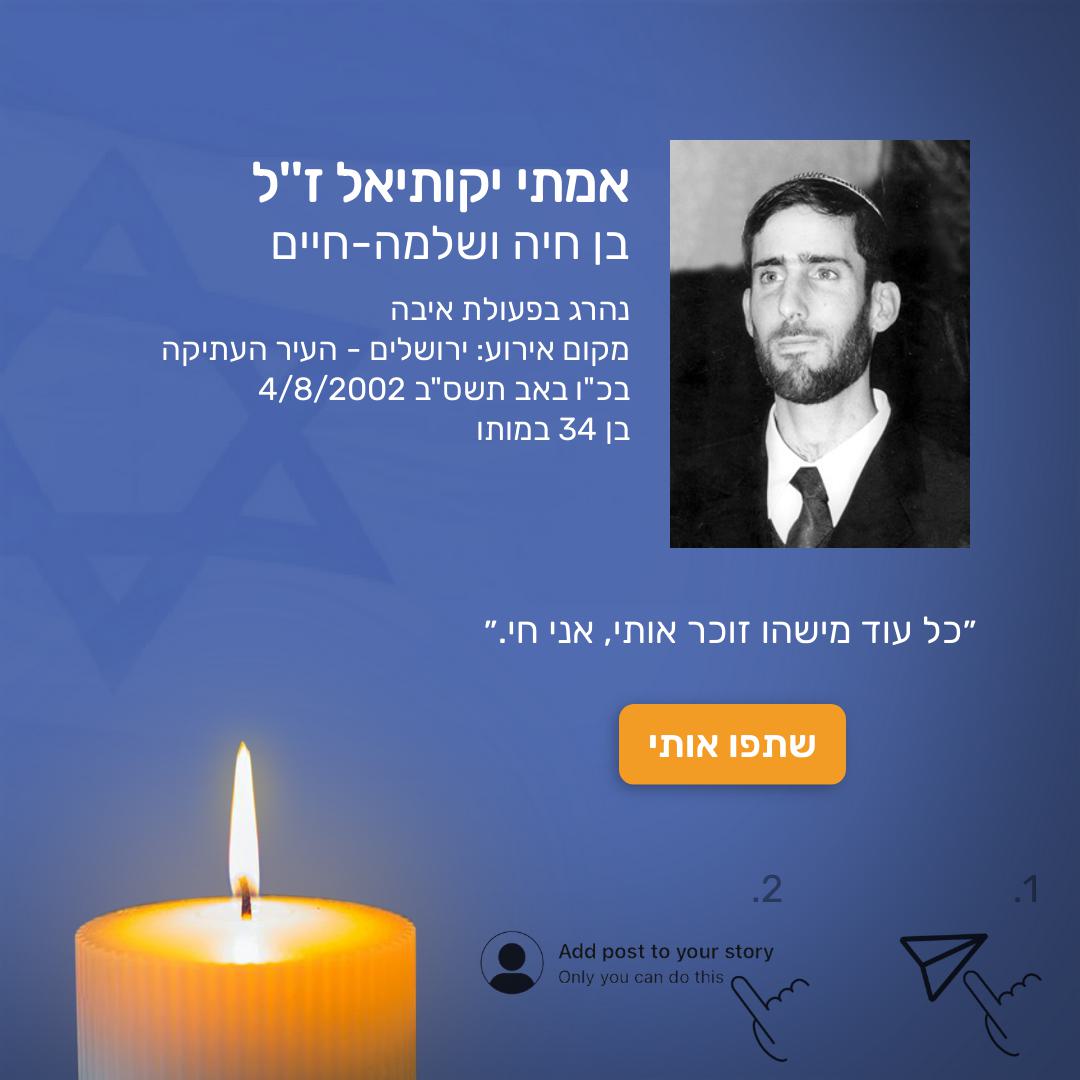 אמתי יקותיאל ז"ל
בן חיה ושלמה-חיים
נהרג בפעולת איבה
מקום אירוע: ירושלים - העיר העתיקה
בכ"ו באב תשס"ב 4/8/2002
בן 34 במותו
״כל עוד מישהו זוכר אותי, אני חי.״
שתפו אותי
1.
2.
Add post to your story
Only you can do this